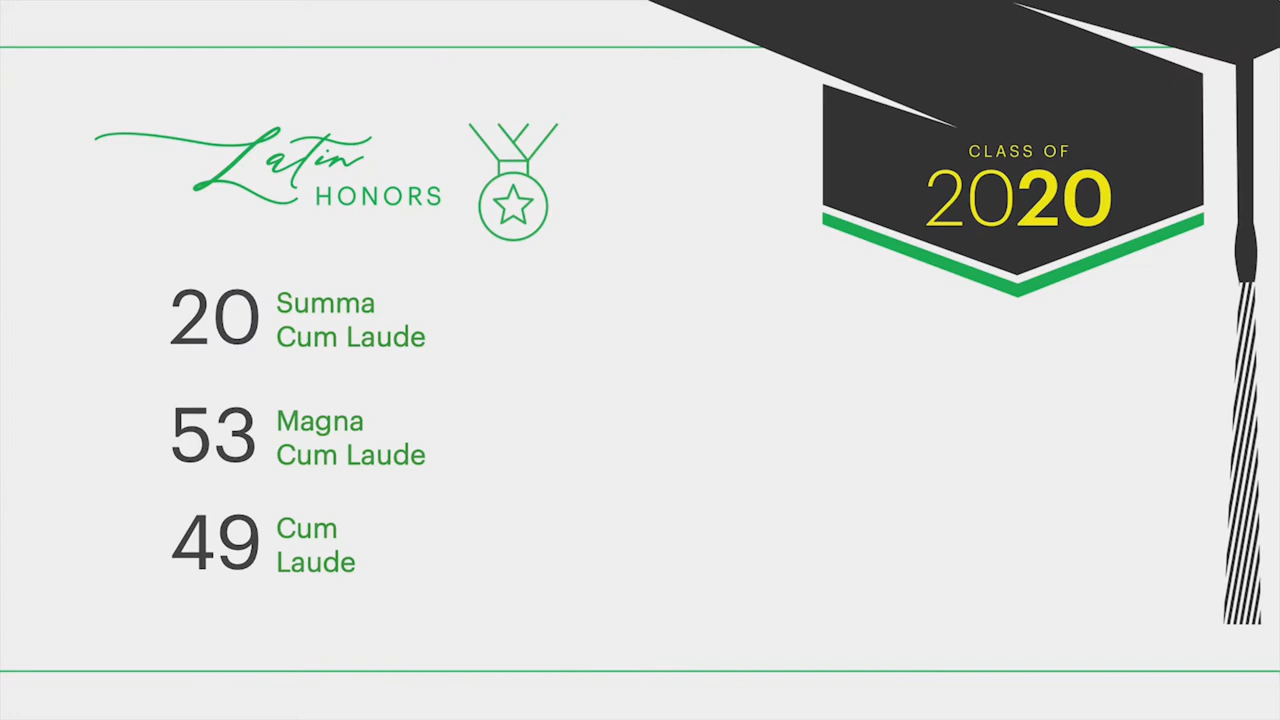 Latin
HONORS
20 Summa
Cum Laude
53 Magna
Cum Laude
49 Cum
Laude
CLASS OF
2020